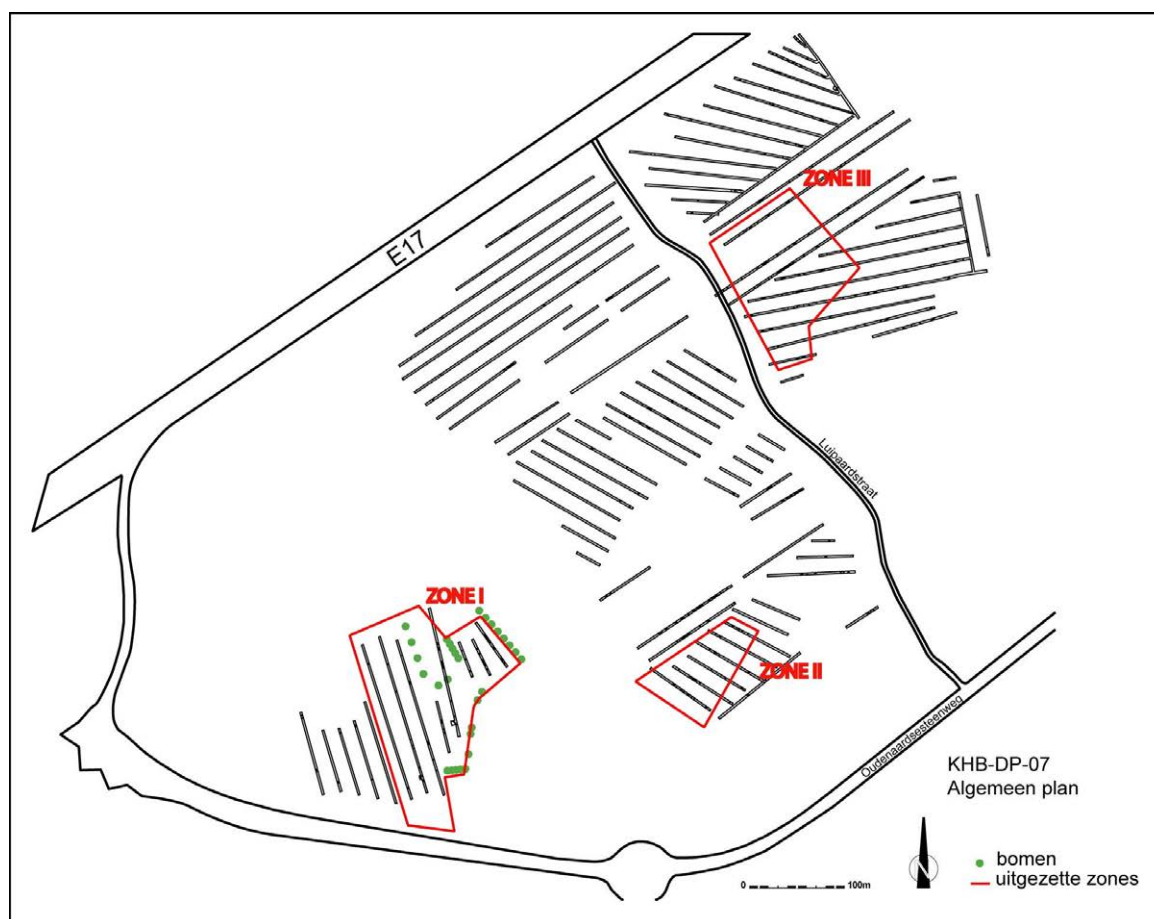 ZONE III
E17
Luipaardstraat
ZONE I
ZONE II
Oudenaardsesteenweg
KHB-DP-07
Algemeen plan
N
bomen
uitgezette zones
0 100m